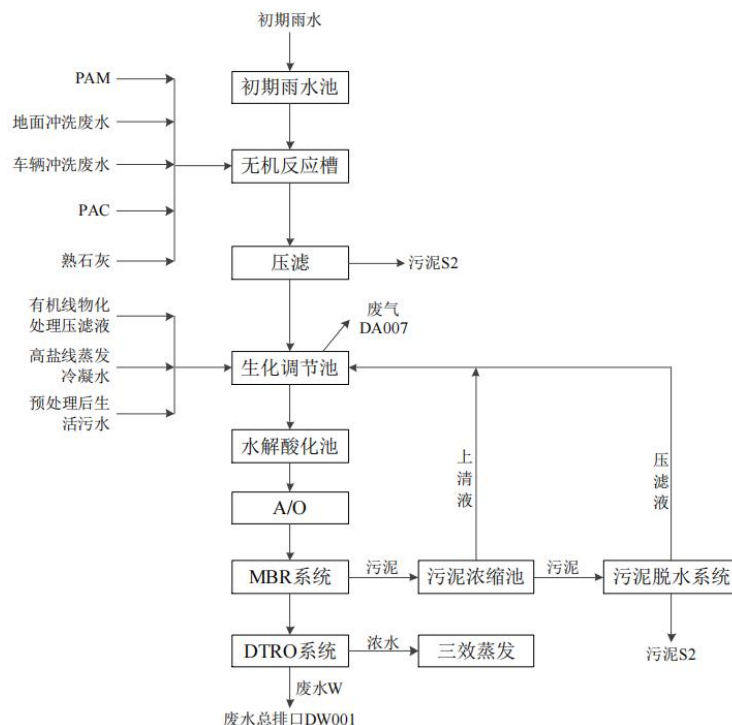 初期雨水
初期雨水池
PAM
地面冲洗废水
车辆冲洗废水
PAC
熟石灰
无机反应槽
压滤
污泥S2
废气
DA007
有机线物化
处理压滤液
高盐线蒸发
冷凝水
预处理后生
活污水
生化调节池
水解酸化池
A/O
上清液
压滤液
MBR系统
污泥
污泥浓缩池
污泥
污泥脱水系统
DTRO系统
浓水
三效蒸发
污泥S2
废水W
废水总排口DW001